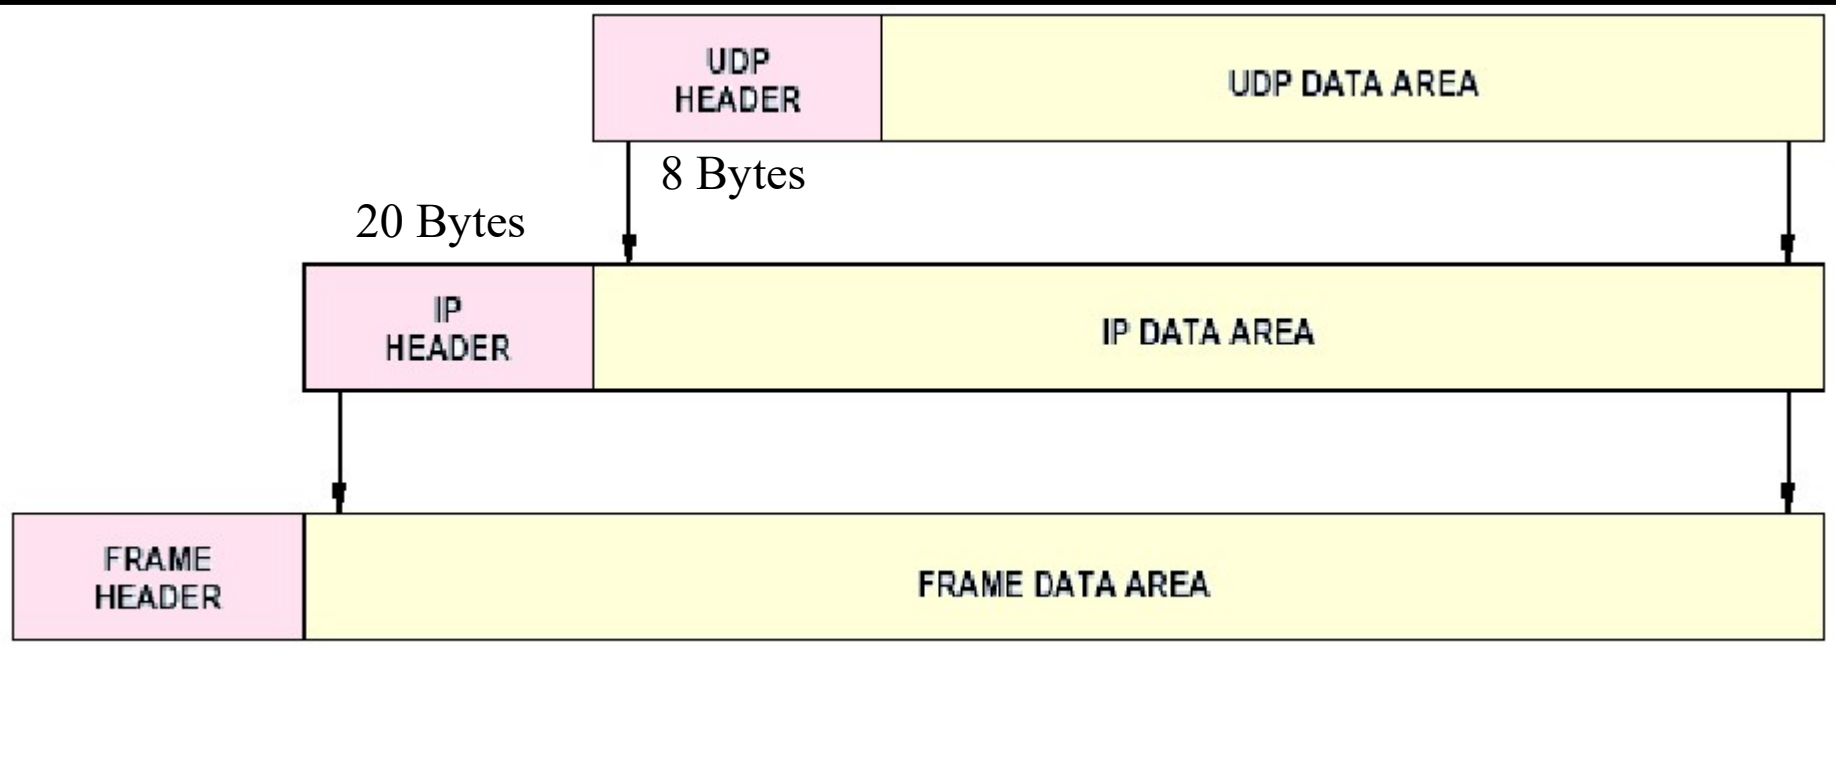 UDP
HEADER
UDP DATA AREA
8 Bytes
20 Bytes
IP
HEADER
IP DATA AREA
FRAME
HEADER
FRAME DATA AREA